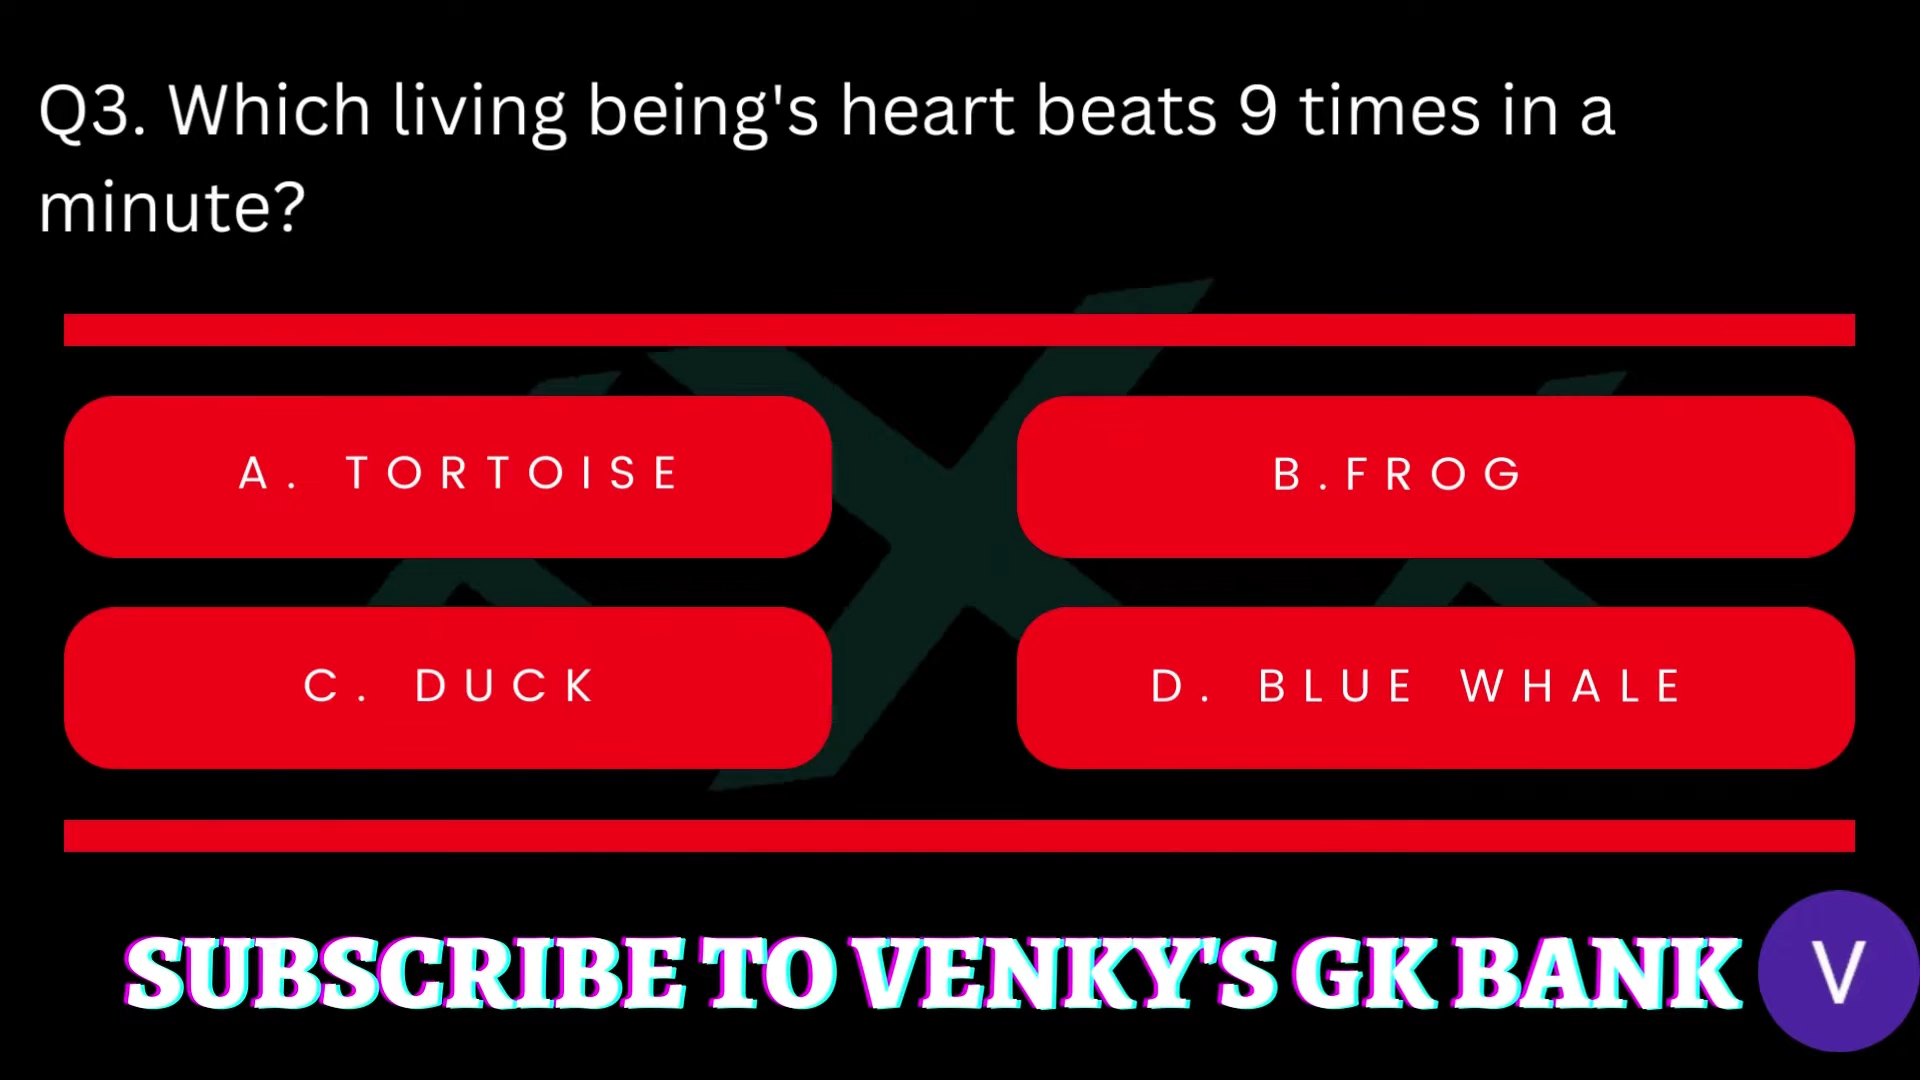 Q3. Which living being's heart beats 9 times in a
minute?
A. TORTOISE
B.FROG
C. DUCK
D. BLUE WHALE
SUBSCRIBE TO VENKY'S GK BANK
V